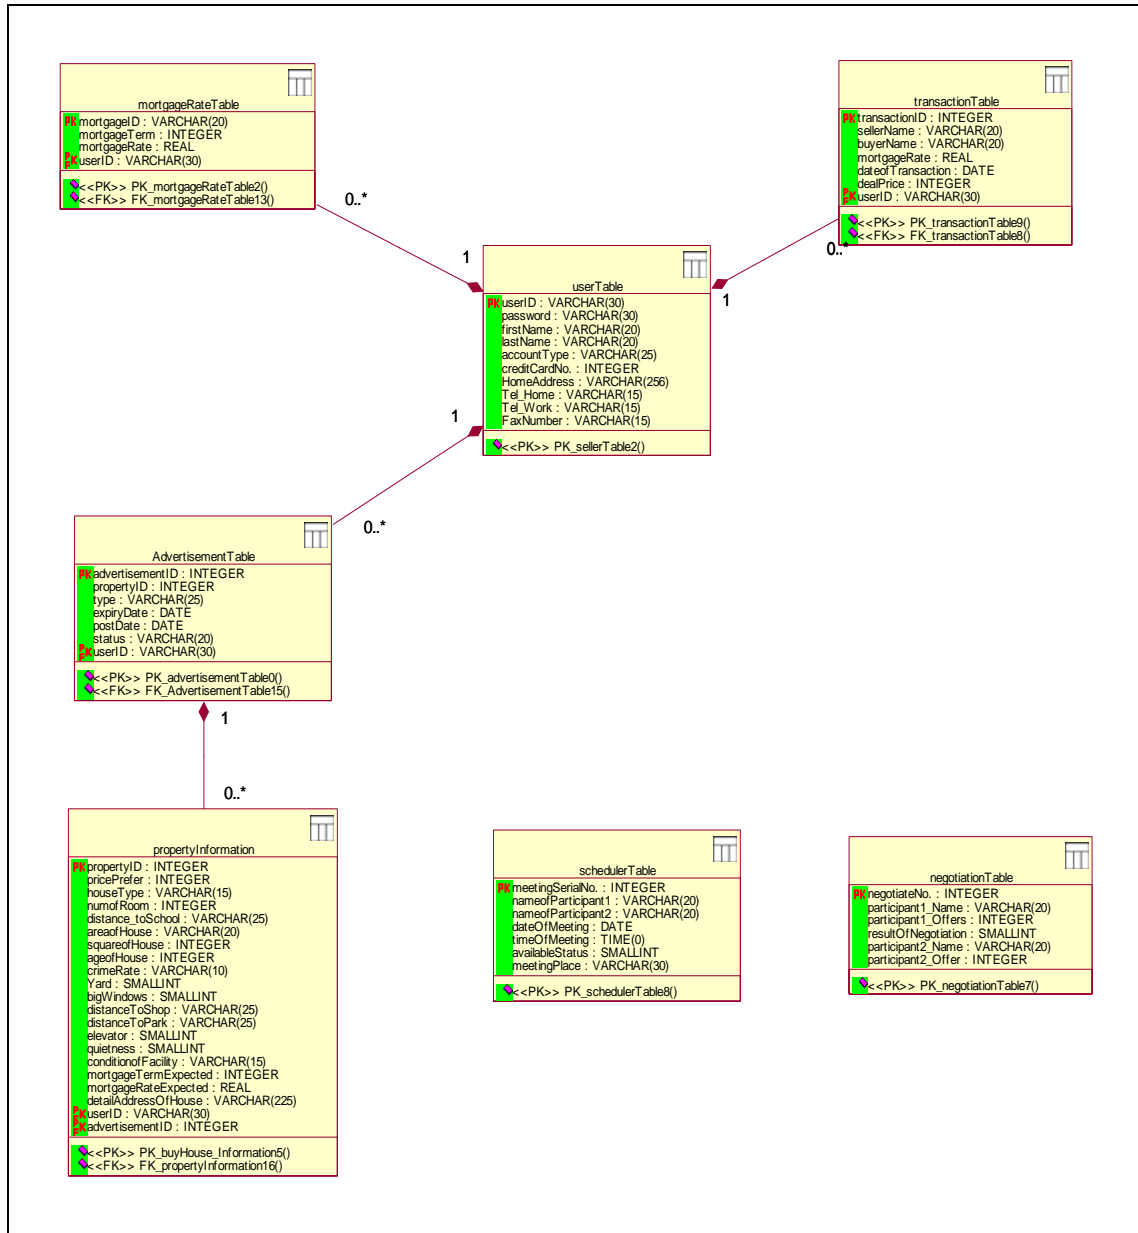 mortgageRateTable
PK mortgageID : VARCHAR(20)
mortgageTerm : INTEGER
mortgageRate : REAL
PFK userID : VARCHAR(30)
<<PK>> PK_mortgageRateTable2()
<<FK>> FK_mortgageRateTable13()
transactionTable
PK transactionID : INTEGER
sellerName : VARCHAR(20)
buyerName : VARCHAR(20)
mortgageRate : REAL
dateofTransaction : DATE
dealPrice : INTEGER
PFK userID : VARCHAR(30)
<<PK>> PK_transactionTable9()
<<FK>> FK_transactionTable8()
0..*
1
0..*
1
userTable
PK userID : VARCHAR(30)
password : VARCHAR(30)
firstName : VARCHAR(20)
lastName : VARCHAR(20)
accountType : VARCHAR(25)
creditCardNo. : INTEGER
HomeAddress : VARCHAR(256)
Tel_Home : VARCHAR(15)
Tel_Work : VARCHAR(15)
FaxNumber : VARCHAR(15)
<<PK>> PK_sellerTable2()
1
0..*
AdvertisementTable
PK advertisementID : INTEGER
propertyID : INTEGER
type : VARCHAR(25)
expiryDate : DATE
postDate : DATE
status : VARCHAR(20)
PFK userID : VARCHAR(30)
<<PK>> PK_advertisementTable0()
<<FK>> FK_AdvertisementTable15()
1
0..*
propertyInformation
PK propertyID : INTEGER
pricePrefer : INTEGER
houseType : VARCHAR(15)
numofRoom : INTEGER
distance_toSchool : VARCHAR(25)
areaofHouse : VARCHAR(20)
squareofHouse : INTEGER
ageofHouse : INTEGER
crimeRate : VARCHAR(10)
Yard : SMALLINT
bigWindows : SMALLINT
distanceToShop : VARCHAR(25)
distanceToPark : VARCHAR(25)
elevator : SMALLINT
quietness : SMALLINT
conditionofFacility : VARCHAR(15)
mortgageTermExpected : INTEGER
mortgageRateExpected : REAL
detailAddressOfHouse : VARCHAR(225)
PFK userID : VARCHAR(30)
PFK advertisementID : INTEGER
<<PK>> PK_buyHouse_Information5()
<<FK>> FK_propertyInformation16()
schedulerTable
PK meetingSerialNo. : INTEGER
nameofParticipant1 : VARCHAR(20)
nameofParticipant2 : VARCHAR(20)
dateOfMeeting : DATE
timeOfMeeting : TIME(0)
availableStatus : SMALLINT
meetingPlace : VARCHAR(30)
<<PK>> PK_schedulerTable8()
negotiationTable
PK negotiateNo. : INTEGER
participant1_Name : VARCHAR(20)
participant1_Offers : INTEGER
resultOfNegotiation : SMALLINT
participant2_Name : VARCHAR(20)
participant2_Offer : INTEGER
<<PK>> PK_negotiationTable7()